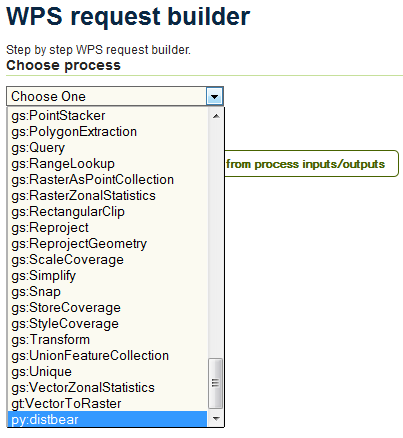 WPS request builder
Step by step WPS request builder.
Choose process
Choose One
gs:PointStacker
gs:PolygonExtraction
gs:Query
from process inputs/outputs
gs:RangeLookup
gs:RasterAsPointCollection
gs:RasterZonalStatistics
gs:RectangularClip
gs:Reproject
gs:ReprojectGeometry
gs:ScaleCoverage
gs:Simplify
gs:Snap
gs:StoreCoverage
gs:StyleCoverage
gs:Transform
gs:UnionFeatureCollection
gs:Unique
gs:VectorZonalStatistics
gt:VectorToRaster
py:distbear